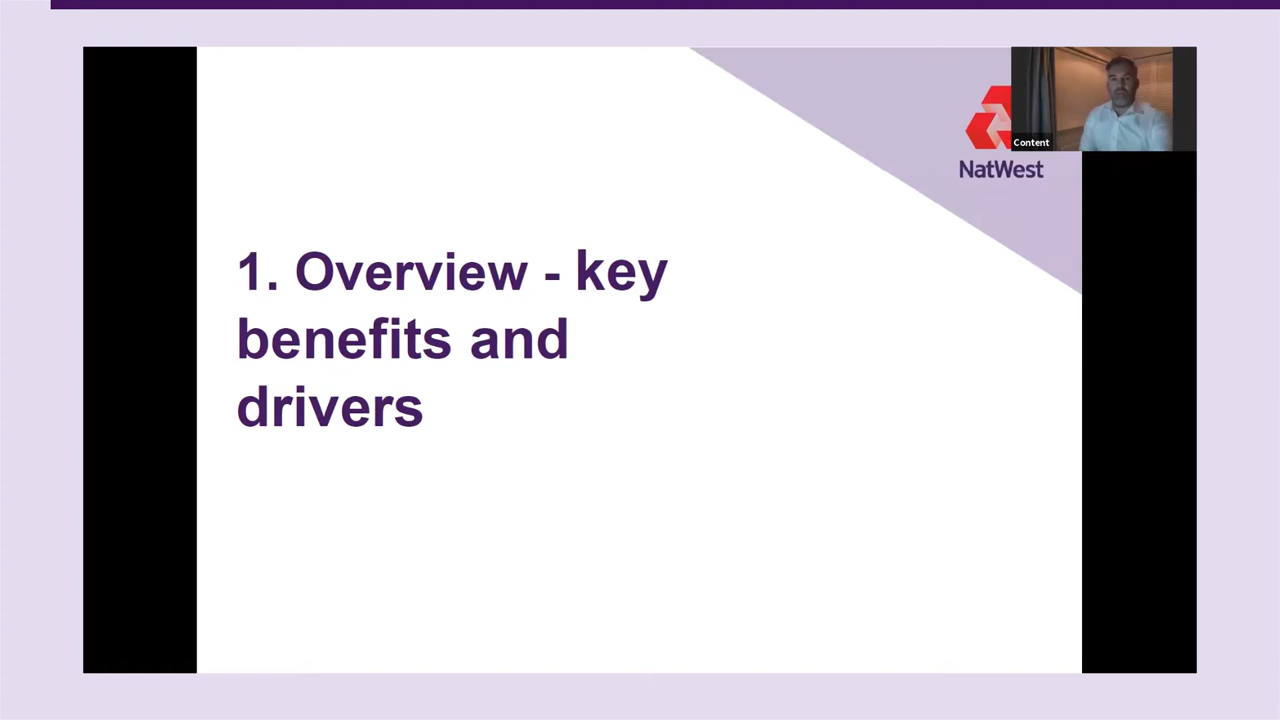 Content
NatWest
1. Overview - key
benefits and
drivers